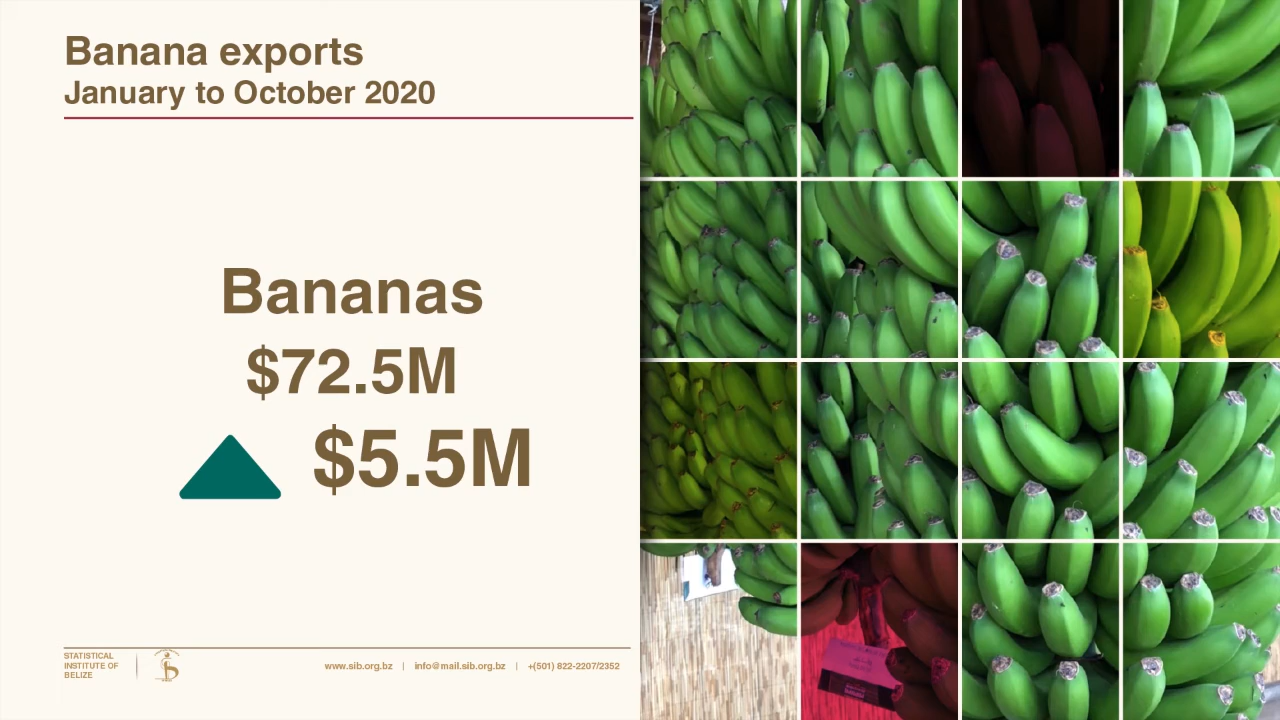 Banana exports
January to October 2020
Bananas
$72.5M
$5.5M
STATISTICAL
INSTITUTE OF
BELIZE
www.sib.org.bz | info@mail.sib.org.bz | +(501) 822-2207/2352